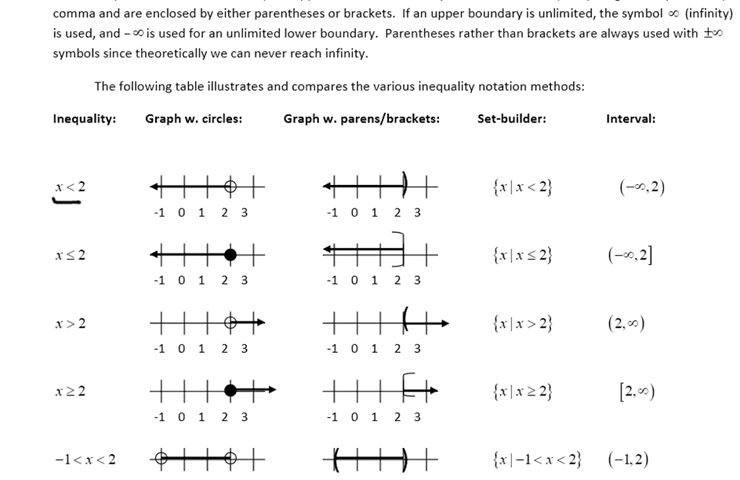 comma and are enclosed by either parentheses or brackets. If an upper boundary is unlimited, the symbol ∞ (infinity)
is used, and −∞ is used for an unlimited lower boundary. Parentheses rather than brackets are always used with ±∞
symbols since theoretically we can never reach infinity.
The following table illustrates and compares the various inequality notation methods:
Inequality: Graph w. circles: Graph w. parens/brackets: Set-builder: Interval:
x < 2 {x | x < 2} (−∞,2)
-1 0 1 2 3 -1 0 1 2 3
x ≤ 2 {x | x ≤ 2} (−∞,2]
-1 0 1 2 3 -1 0 1 2 3
x > 2 {x | x > 2} (2,∞)
-1 0 1 2 3 -1 0 1 2 3
x ≥ 2 {x | x ≥ 2} [2,∞)
-1 0 1 2 3 -1 0 1 2 3
−1 < x < 2 {x | −1 < x < 2} (−1,2)